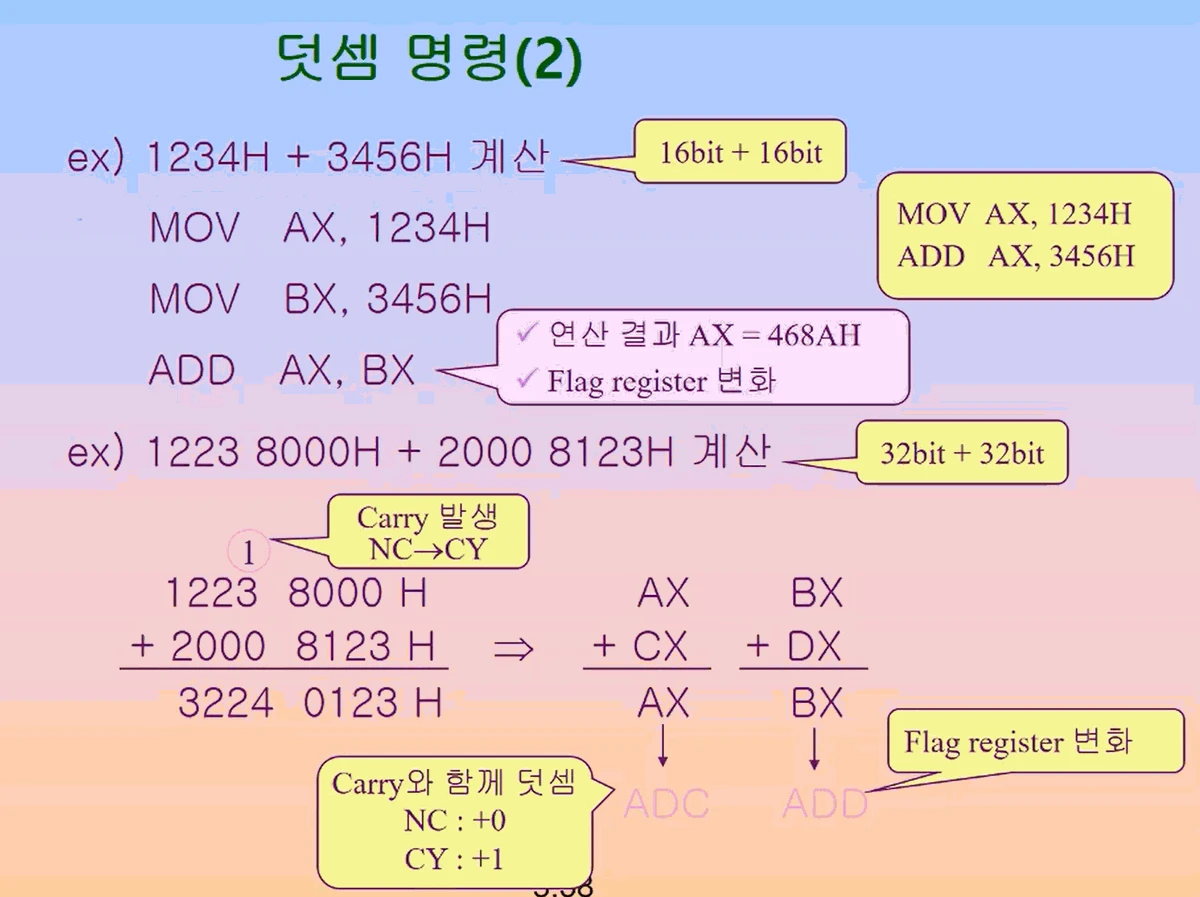 덧셈 명령(2)
ex) 1234H + 3456H 계산
16bit + 16bit
MOV AX, 1234H
MOV BX, 3456H
ADD AX, BX
MOV AX, 1234H
ADD AX, 3456H
✓ 연산 결과 AX = 468AH
✓ Flag register 변화
ex) 1223 8000H + 2000 8123H 계산
32bit + 32bit
Carry 발생
NC→CY
1
1223 8000 H
+ 2000 8123 H
3224 0123 H
⇒
AX BX
+ CX + DX
AX BX
ADC ADD
Flag register 변화
Carry와 함께 덧셈
NC : +0
CY : +1